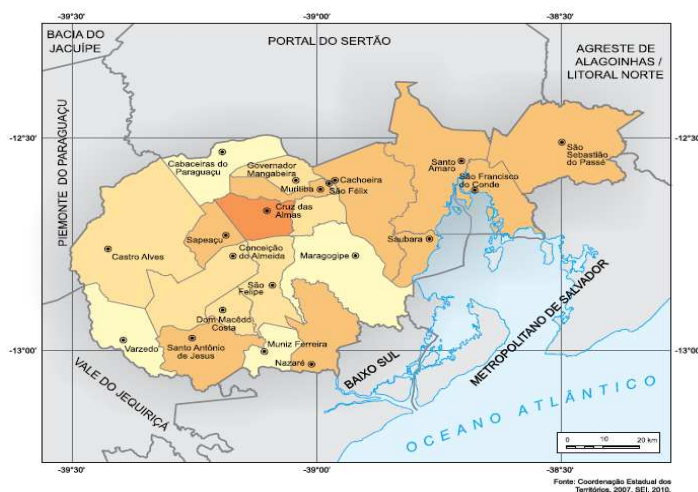 -39°30'
-39°00'
-38°30'
BACIA DO
JACUÍPE
PORTAL DO SERTÃO
AGRESTE DE
ALAGOINHAS /
LITORAL NORTE
-12°30'
-12°30'
PIEMONTE DO PARAGUAÇU
Cabaceiras do
Paraguaçu
Governador
Mangabeira
Muritiba
Cachoeira
São Félix
Santo
Amaro
São Francisco
do Conde
São
Sebastião
do Passé
Cruz das
Almas
Sapeaçu
Conceição
do Almeida
Castro Alves
Maragogipe
Saubara
São
Felipe
Dom Macêdo
Costa
Varzedo
Santo Antônio
de Jesus
Muniz Ferreira
Nazaré
-13°00'
-13°00'
VALE DO JEQUIRIÇÁ
BAIXO SUL
METROPOLITANO DE SALVADOR
OCEANO ATLÂNTICO
0 10 20 km
-39°30'
-39°00'
-38°30'
Fonte: Coordenação Estadual dos
Territórios, 2007. SEI, 2010.